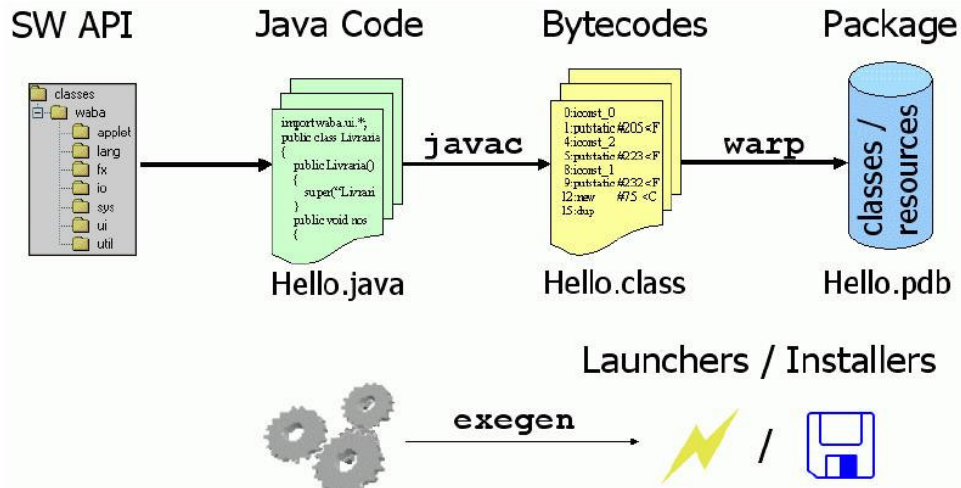 SW API
Java Code
Bytecodes
Package
classes
waba
applet
lang
fx
io
sys
ui
util
importwaba.ui.*;
public class Livraria
{
public Livraria()
{
super("Livrari
}
public void nos
{
javac
0:iconst_0
1:putstatic #205 <F
4:iconst_2
5:putstatic #223 <F
8:iconst_1
9:putstatic #232 <F
12:new #75 <C
15:dup
warp
classes /
resources
Hello.java
Hello.class
Hello.pdb
Launchers / Installers
exegen
/